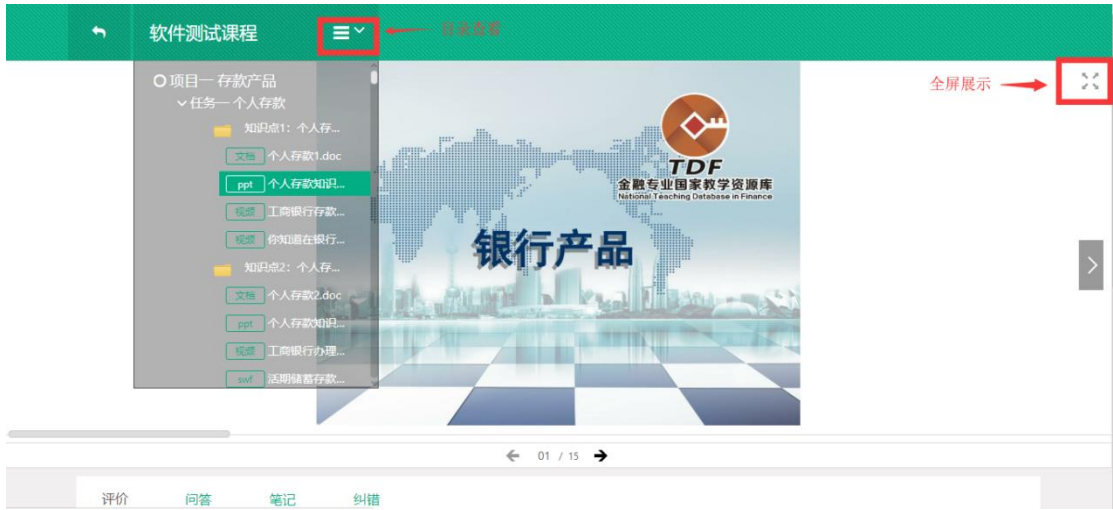 软件测试课程
目录查看
全屏展示
项目一 存款产品
任务一 个人存款
知识点1：个人存...
文档 个人存款1.doc
ppt 个人存款知识...
视频 工商银行存款...
视频 你知道在银行...
知识点2：个人存...
文档 个人存款2.doc
ppt 个人存款知识...
视频 工商银行办理...
swf 活期储蓄存款...
TDF
金融专业国家教学资源库
National Teaching Database in Finance
银行产品
01 / 15
评价 问答 笔记 纠错